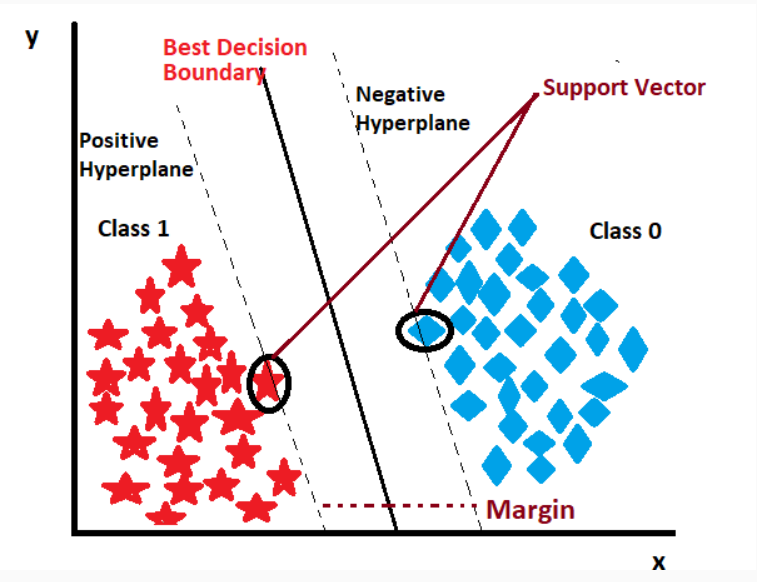 y
Best Decision
Boundary
Negative
Hyperplane
Support Vector
Positive
Hyperplane
Class 1
Class 0
Margin
x